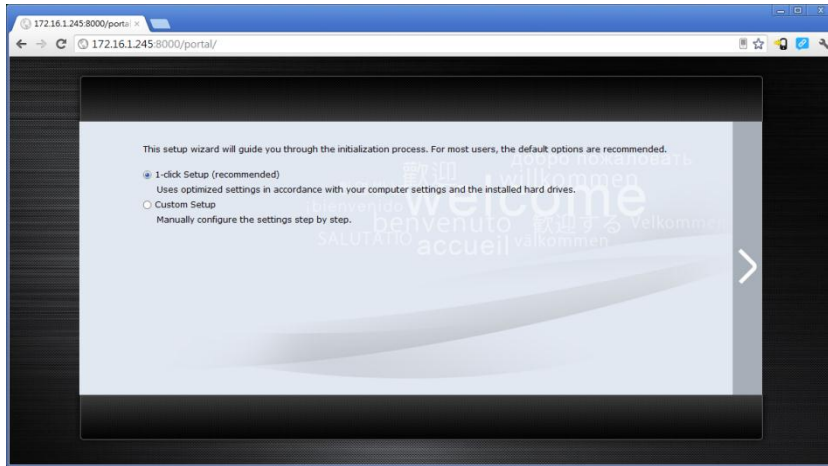 172.16.1.245:8000/porta
172.16.1.245:8000/portal/
This setup wizard will guide you through the initialization process. For most users, the default options are recommended.
добро пожаловать
1-click Setup (recommended)
歓迎 willkommen
Uses optimized settings in accordance with your computer settings and the installed hard drives.
¡bienvenido welcome
Custom Setup
Manually configure the settings step by step.
benvenuto 歓迎する Velkommen
SALUTATIO accueil välkommen